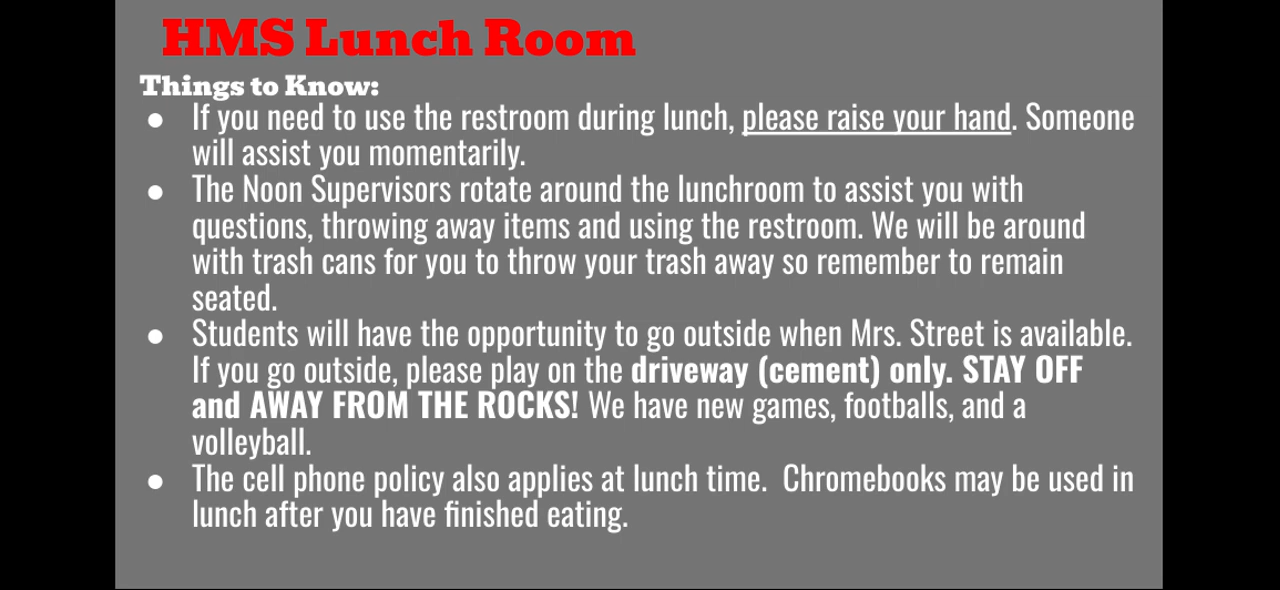 HMS Lunch Room
Things to Know:
● If you need to use the restroom during lunch, please raise your hand. Someone
will assist you momentarily.
● The Noon Supervisors rotate around the lunchroom to assist you with
questions, throwing away items and using the restroom. We will be around
with trash cans for you to throw your trash away so remember to remain
seated.
● Students will have the opportunity to go outside when Mrs. Street is available.
If you go outside, please play on the driveway (cement) only. STAY OFF
and AWAY FROM THE ROCKS! We have new games, footballs, and a
volleyball.
● The cell phone policy also applies at lunch time.  Chromebooks may be used in
lunch after you have finished eating.